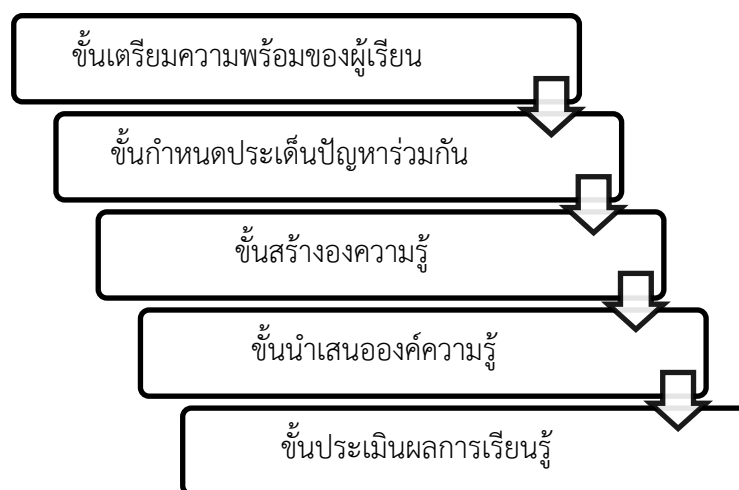 ขั้นเตรียมความพร้อมของผู้เรียน
ขั้นกำหนดประเด็นปัญหาร่วมกัน
ขั้นสร้างองความรู้
ขั้นนำเสนอองค์ความรู้
ขั้นประเมินผลการเรียนรู้